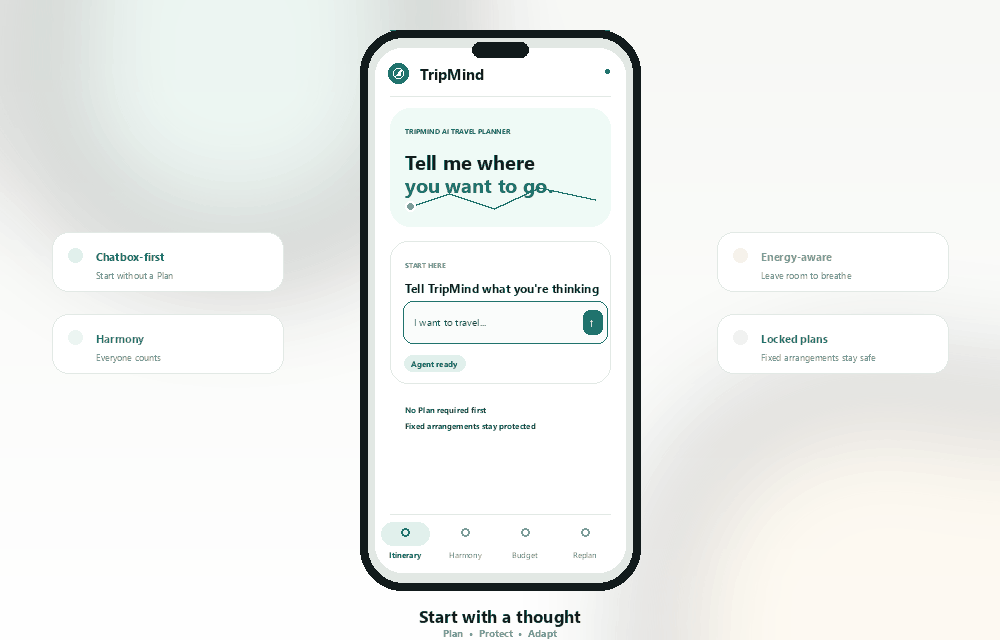 TripMind
TRIPMIND AI TRAVEL PLANNER
Tell me where
you want to go.
Chatbox-first
Start without a Plan
Harmony
Everyone counts
START HERE
Tell TripMind what you're thinking
I want to travel...
↑
Agent ready
No Plan required first
Fixed arrangements stay protected
Energy-aware
Leave room to breathe
Locked plans
Fixed arrangements stay safe
Itinerary
Harmony
Budget
Replan
Start with a thought
Plan • Protect • Adapt